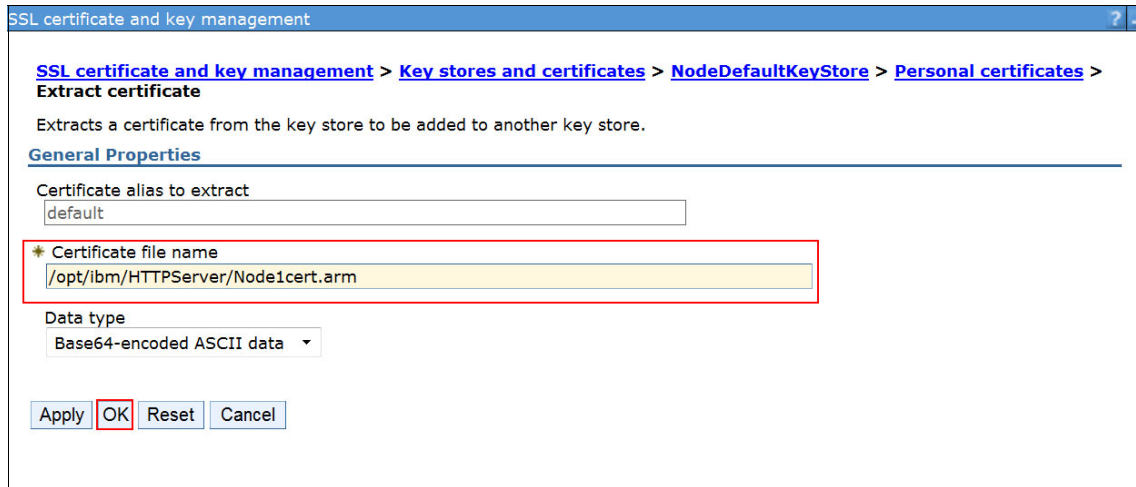 SSL certificate and key management ?
SSL certificate and key management > Key stores and certificates > NodeDefaultKeyStore > Personal certificates >
Extract certificate
Extracts a certificate from the key store to be added to another key store.
General Properties
Certificate alias to extract
default
* Certificate file name
/opt/ibm/HTTPServer/Node1cert.arm
Data type
Base64-encoded ASCII data
Apply OK Reset Cancel